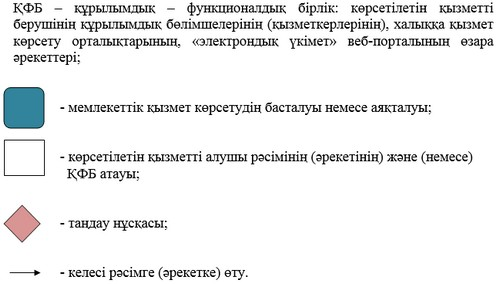 ҚФБ – құрылымдық – функционалдық бірлік: көрсетілетін қызметті
берушінің құрылымдық бөлімшелерінің (қызметкерлерінің), халыққа қызмет
көрсету орталықтарының, «электрондық үкімет» веб-порталының өзара
әрекеттері;
- мемлекеттік қызмет көрсетудің басталуы немесе аяқталуы;
- көрсетілетін қызметті алушы рәсімінің (әрекетінің) және (немесе)
ҚФБ атауы;
- таңдау нұсқасы;
- келесі рәсімге (әрекетке) өту.